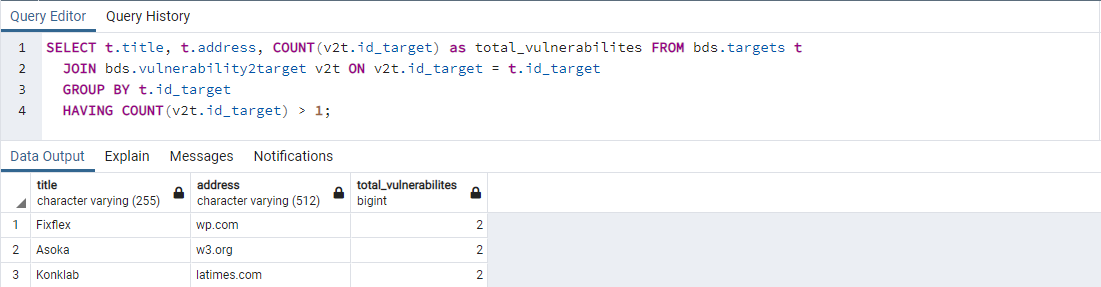 Query Editor Query History
1 SELECT t.title, t.address, COUNT(v2t.id_target) as total_vulnerabilites FROM bds.targets t
2 JOIN bds.vulnerability2target v2t ON v2t.id_target = t.id_target
3 GROUP BY t.id_target
4 HAVING COUNT(v2t.id_target) > 1;
Data Output Explain Messages Notifications
title address total_vulnerabilites
character varying (255) character varying (512) bigint
1 Fixflex wp.com 2
2 Asoka w3.org 2
3 Konklab latimes.com 2